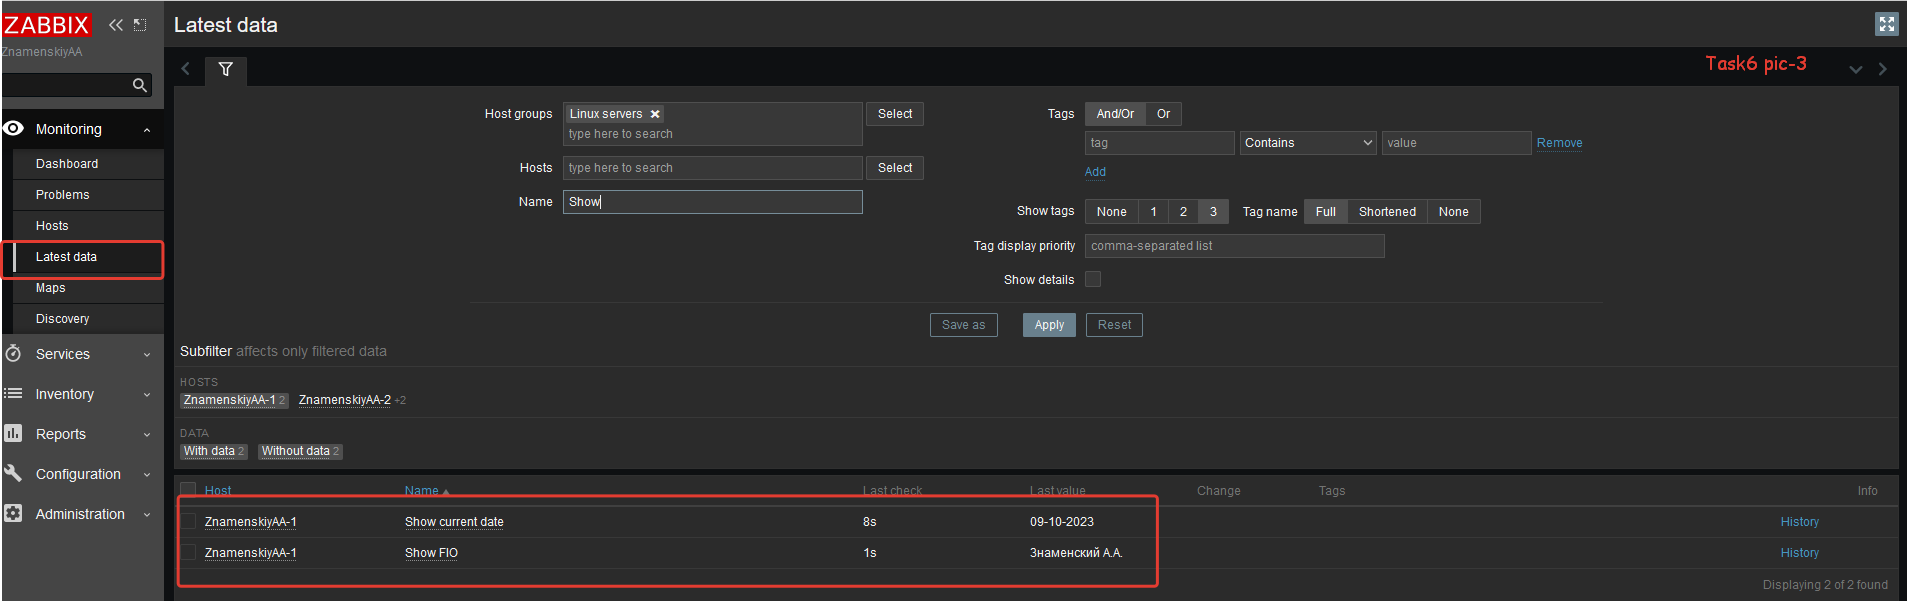 ZABBIX
ZnamenskiyAA
Monitoring
Dashboard
Problems
Hosts
Latest data
Maps
Discovery
Services
Inventory
Reports
Configuration
Administration
Latest data
Task6 pic-3
Host groups
Linux servers
type here to search
Select
Hosts
type here to search
Select
Name
Show
Tags
And/Or Or
tag Contains value Remove
Add
Show tags None 1 2 3 Tag name Full Shortened None
Tag display priority comma-separated list
Show details
Save as Apply Reset
Subfilter affects only filtered data
HOSTS
ZnamenskiyAA-1 2 ZnamenskiyAA-2 +2
DATA
With data 2 Without data 2
Host Name Last check Last value Change Tags Info
ZnamenskiyAA-1 Show current date 8s 09-10-2023 History
ZnamenskiyAA-1 Show FIO 1s Знаменский А.А. History
Displaying 2 of 2 found